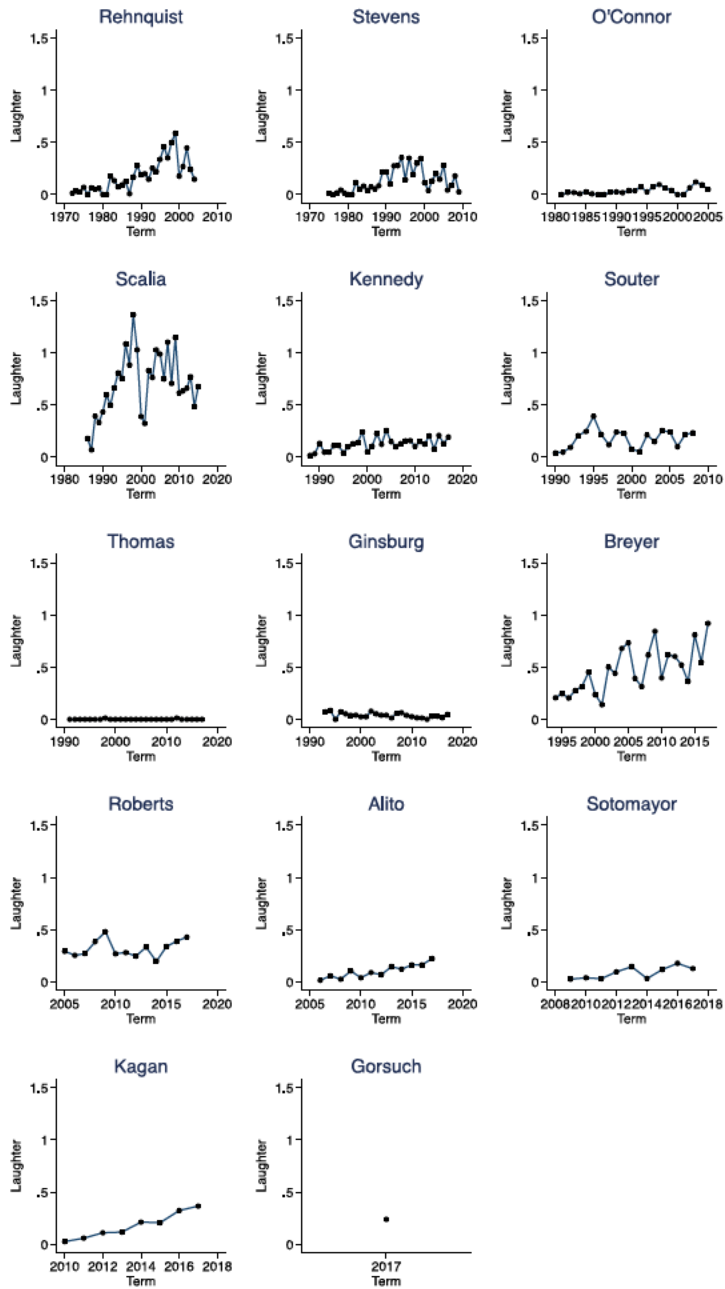 Rehnquist
1.5
1
.5
0
Laughter
1970 1980 1990 2000 2010
Term
Stevens
1.5
1
.5
0
Laughter
1970 1980 1990 2000 2010
Term
O'Connor
1.5
1
.5
0
Laughter
1980 1985 1990 1995 2000 2005
Term
Scalia
1.5
1
.5
0
Laughter
1980 1990 2000 2010 2020
Term
Kennedy
1.5
1
.5
0
Laughter
1990 2000 2010 2020
Term
Souter
1.5
1
.5
0
Laughter
1990 1995 2000 2005 2010
Term
Thomas
1.5
1
.5
0
Laughter
1990 2000 2010 2020
Term
Ginsburg
1.5
1
.5
0
Laughter
1990 2000 2010 2020
Term
Breyer
1.5
1
.5
0
Laughter
1995 2000 2005 2010 2015
Term
Roberts
1.5
1
.5
0
Laughter
2005 2010 2015 2020
Term
Alito
1.5
1
.5
0
Laughter
2005 2010 2015 2020
Term
Sotomayor
1.5
1
.5
0
Laughter
2008 2010 2012 2014 2016 2018
Term
Kagan
1.5
1
.5
0
Laughter
2010 2012 2014 2016 2018
Term
Gorsuch
1.5
1
.5
0
Laughter
2017
Term